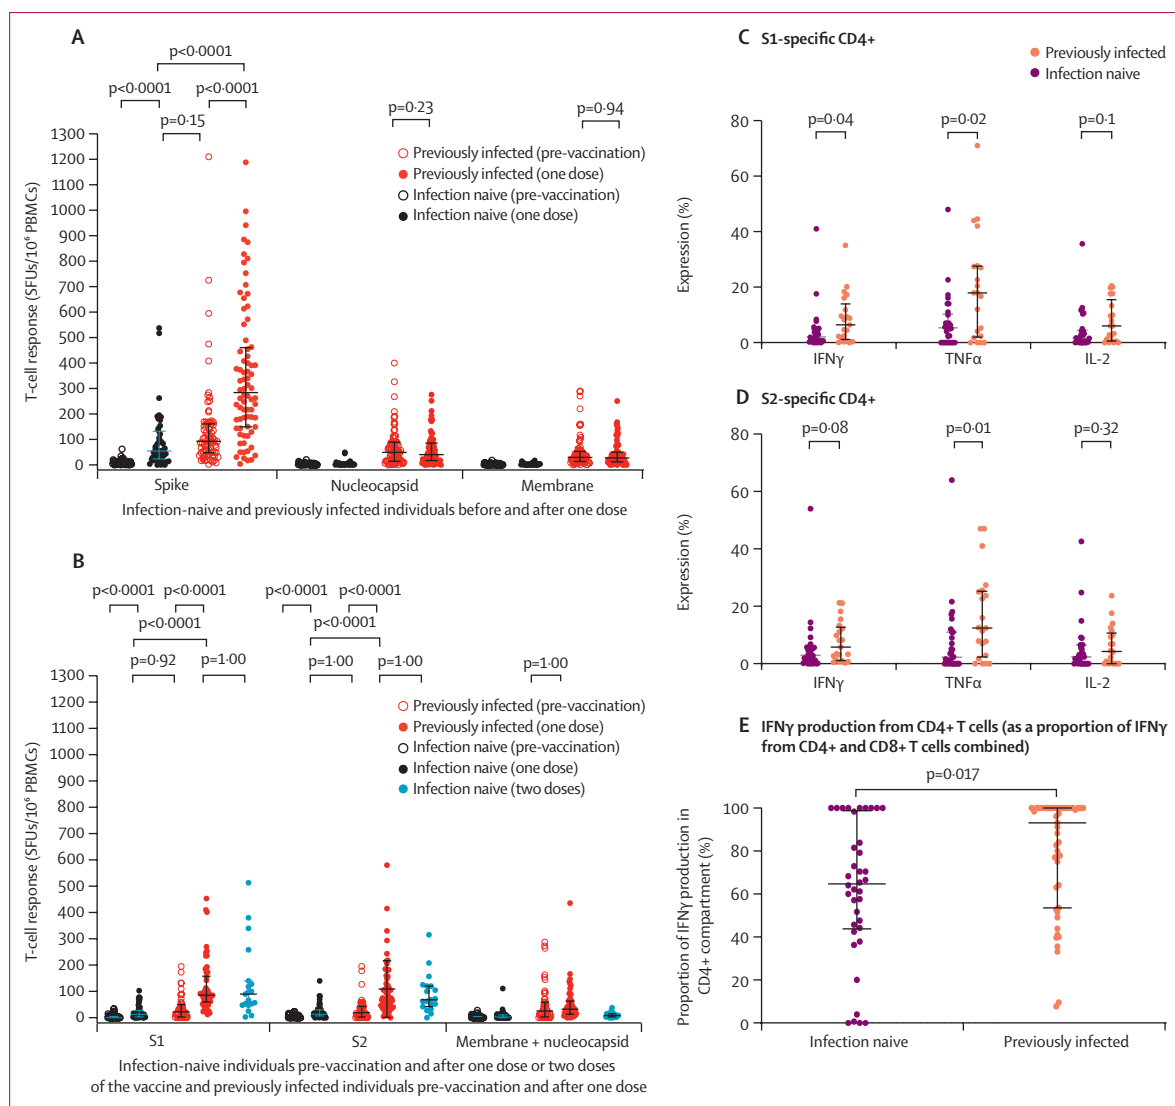 A
p<0·0001
p<0·0001
p<0·0001
p=0·15
p=0·23
p=0·94
1300
1200
1100
1000
900
800
700
600
500
400
300
200
100
0
T-cell response (SFUs/10⁶ PBMCs)
Previously infected (pre-vaccination)
Previously infected (one dose)
Infection naive (pre-vaccination)
Infection naive (one dose)
Spike
Nucleocapsid
Membrane
Infection-naive and previously infected individuals before and after one dose
B
p<0·0001
p<0·0001
p<0·0001
p=0·92
p=1·00
p<0·0001
p<0·0001
p<0·0001
p=1·00
p=1·00
p=1·00
1300
1200
1100
1000
900
800
700
600
500
400
300
200
100
0
T-cell response (SFUs/10⁶ PBMCs)
Previously infected (pre-vaccination)
Previously infected (one dose)
Infection naive (pre-vaccination)
Infection naive (one dose)
Infection naive (two doses)
S1
S2
Membrane + nucleocapsid
Infection-naive individuals pre-vaccination and after one dose or two doses
of the vaccine and previously infected individuals pre-vaccination and after one dose
C S1-specific CD4+
Previously infected
Infection naive
p=0·04
p=0·02
p=0·1
80
60
40
20
0
Expression (%)
IFNγ
TNFα
IL-2
D S2-specific CD4+
p=0·08
p=0·01
p=0·32
80
60
40
20
0
Expression (%)
IFNγ
TNFα
IL-2
E IFNγ production from CD4+ T cells (as a proportion of IFNγ
from CD4+ and CD8+ T cells combined)
p=0·017
100
80
60
40
20
0
Proportion of IFNγ production in
CD4+ compartment (%)
Infection naive
Previously infected